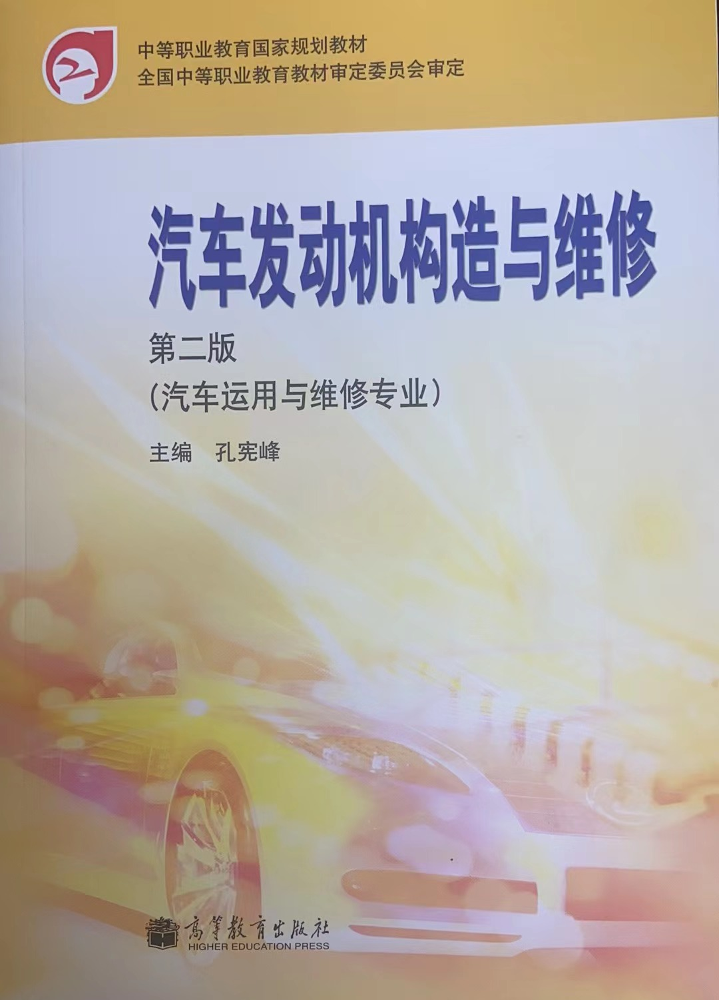 中等职业教育国家规划教材
全国中等职业教育教材审定委员会审定
汽车发动机构造与维修
第二版
（汽车运用与维修专业）
主编 孔宪峰
高等教育出版社
HIGHER EDUCATION PRESS